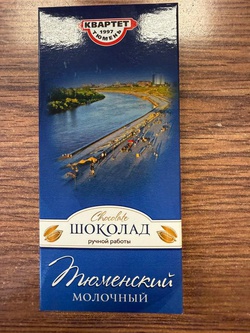 КВАРТЕТ
1997
ТЮМЕНЬ
Chocolate
ШОКОЛАД
ручной работы
Тюменский
МОЛОЧНЫЙ